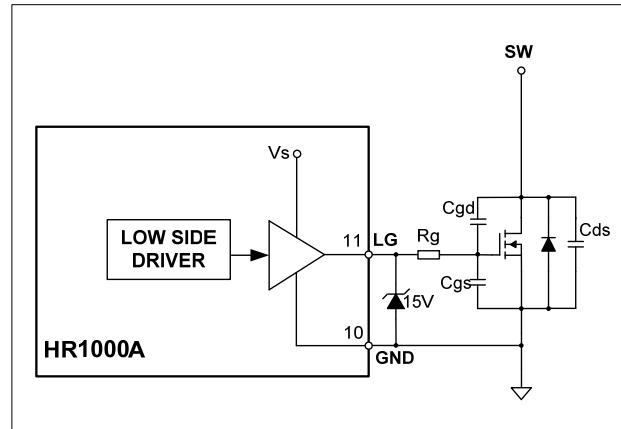 SW
Vs
Cgd
Cds
LOW SIDE
DRIVER
11
LG
Rg
Cgs
15V
10
GND
HR1000A